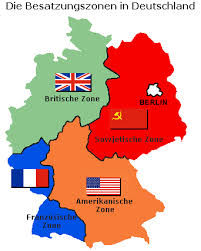 Die Besatzungszonen in Deutschland
Britische Zone
BERLIN
Sowjetische Zone
Amerikanische
Zone
Französische
Zone